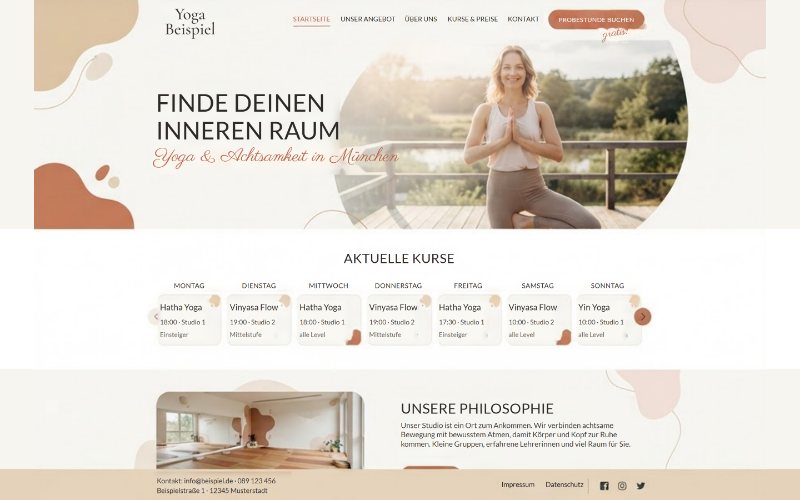 Yoga
Beispiel
STARTSEITE UNSER ANGEBOT ÜBER UNS KURSE & PREISE KONTAKT PROBESTUNDE BUCHEN
gratis!
FINDE DEINEN
INNEREN RAUM
Yoga & Achtsamkeit in München
AKTUELLE KURSE
MONTAG DIENSTAG MITTWOCH DONNERSTAG FREITAG SAMSTAG SONNTAG
Hatha Yoga Vinyasa Flow Hatha Yoga Vinyasa Flow Hatha Yoga Vinyasa Flow Yin Yoga
18:00 · Studio 1 19:00 · Studio 2 18:00 · Studio 1 19:00 · Studio 2 17:30 · Studio 1 10:00 · Studio 2 10:00 · Studio 1
Einsteiger Mittelstufe alle Level Mittelstufe Einsteiger alle Level alle Level
UNSERE PHILOSOPHIE
Unser Studio ist ein Ort zum Ankommen. Wir verbinden achtsame
Bewegung mit bewusstem Atmen, damit Körper und Kopf zur Ruhe
kommen. Kleine Gruppen, erfahrene Lehrerinnen und viel Raum für Sie.
Kontakt: info@beispiel.de · 089 123 456
Beispielstraße 1 · 12345 Musterstadt
Impressum Datenschutz